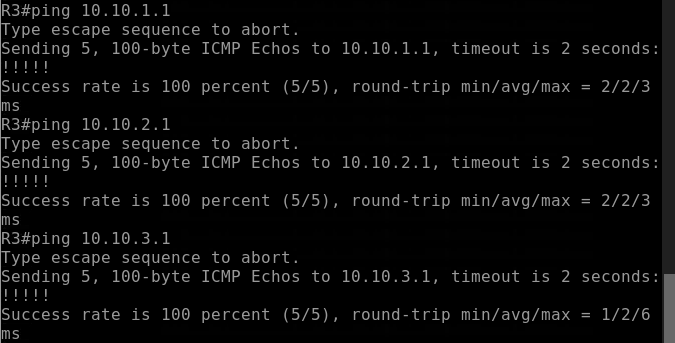 R3#ping 10.10.1.1
Type escape sequence to abort.
Sending 5, 100-byte ICMP Echos to 10.10.1.1, timeout is 2 seconds:
!!!!!
Success rate is 100 percent (5/5), round-trip min/avg/max = 2/2/3
ms
R3#ping 10.10.2.1
Type escape sequence to abort.
Sending 5, 100-byte ICMP Echos to 10.10.2.1, timeout is 2 seconds:
!!!!!
Success rate is 100 percent (5/5), round-trip min/avg/max = 2/2/3
ms
R3#ping 10.10.3.1
Type escape sequence to abort.
Sending 5, 100-byte ICMP Echos to 10.10.3.1, timeout is 2 seconds:
!!!!!
Success rate is 100 percent (5/5), round-trip min/avg/max = 1/2/6
ms